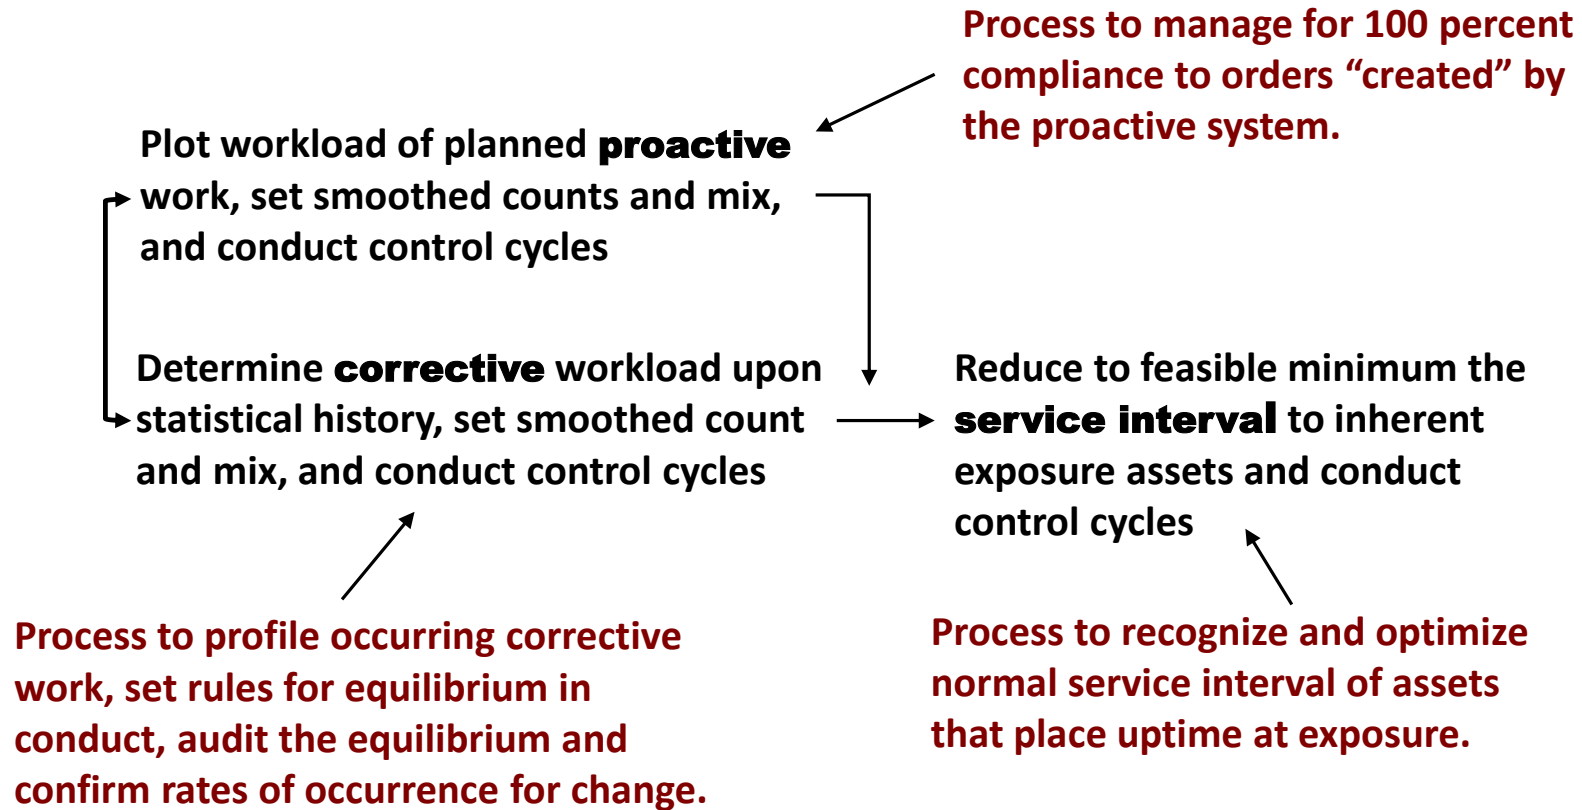 Process to manage for 100 percent
compliance to orders “created” by
the proactive system.
Plot workload of planned proactive
work, set smoothed counts and mix,
and conduct control cycles
Determine corrective workload upon
statistical history, set smoothed count
and mix, and conduct control cycles
Reduce to feasible minimum the
service interval to inherent
exposure assets and conduct
control cycles
Process to profile occurring corrective
work, set rules for equilibrium in
conduct, audit the equilibrium and
confirm rates of occurrence for change.
Process to recognize and optimize
normal service interval of assets
that place uptime at exposure.